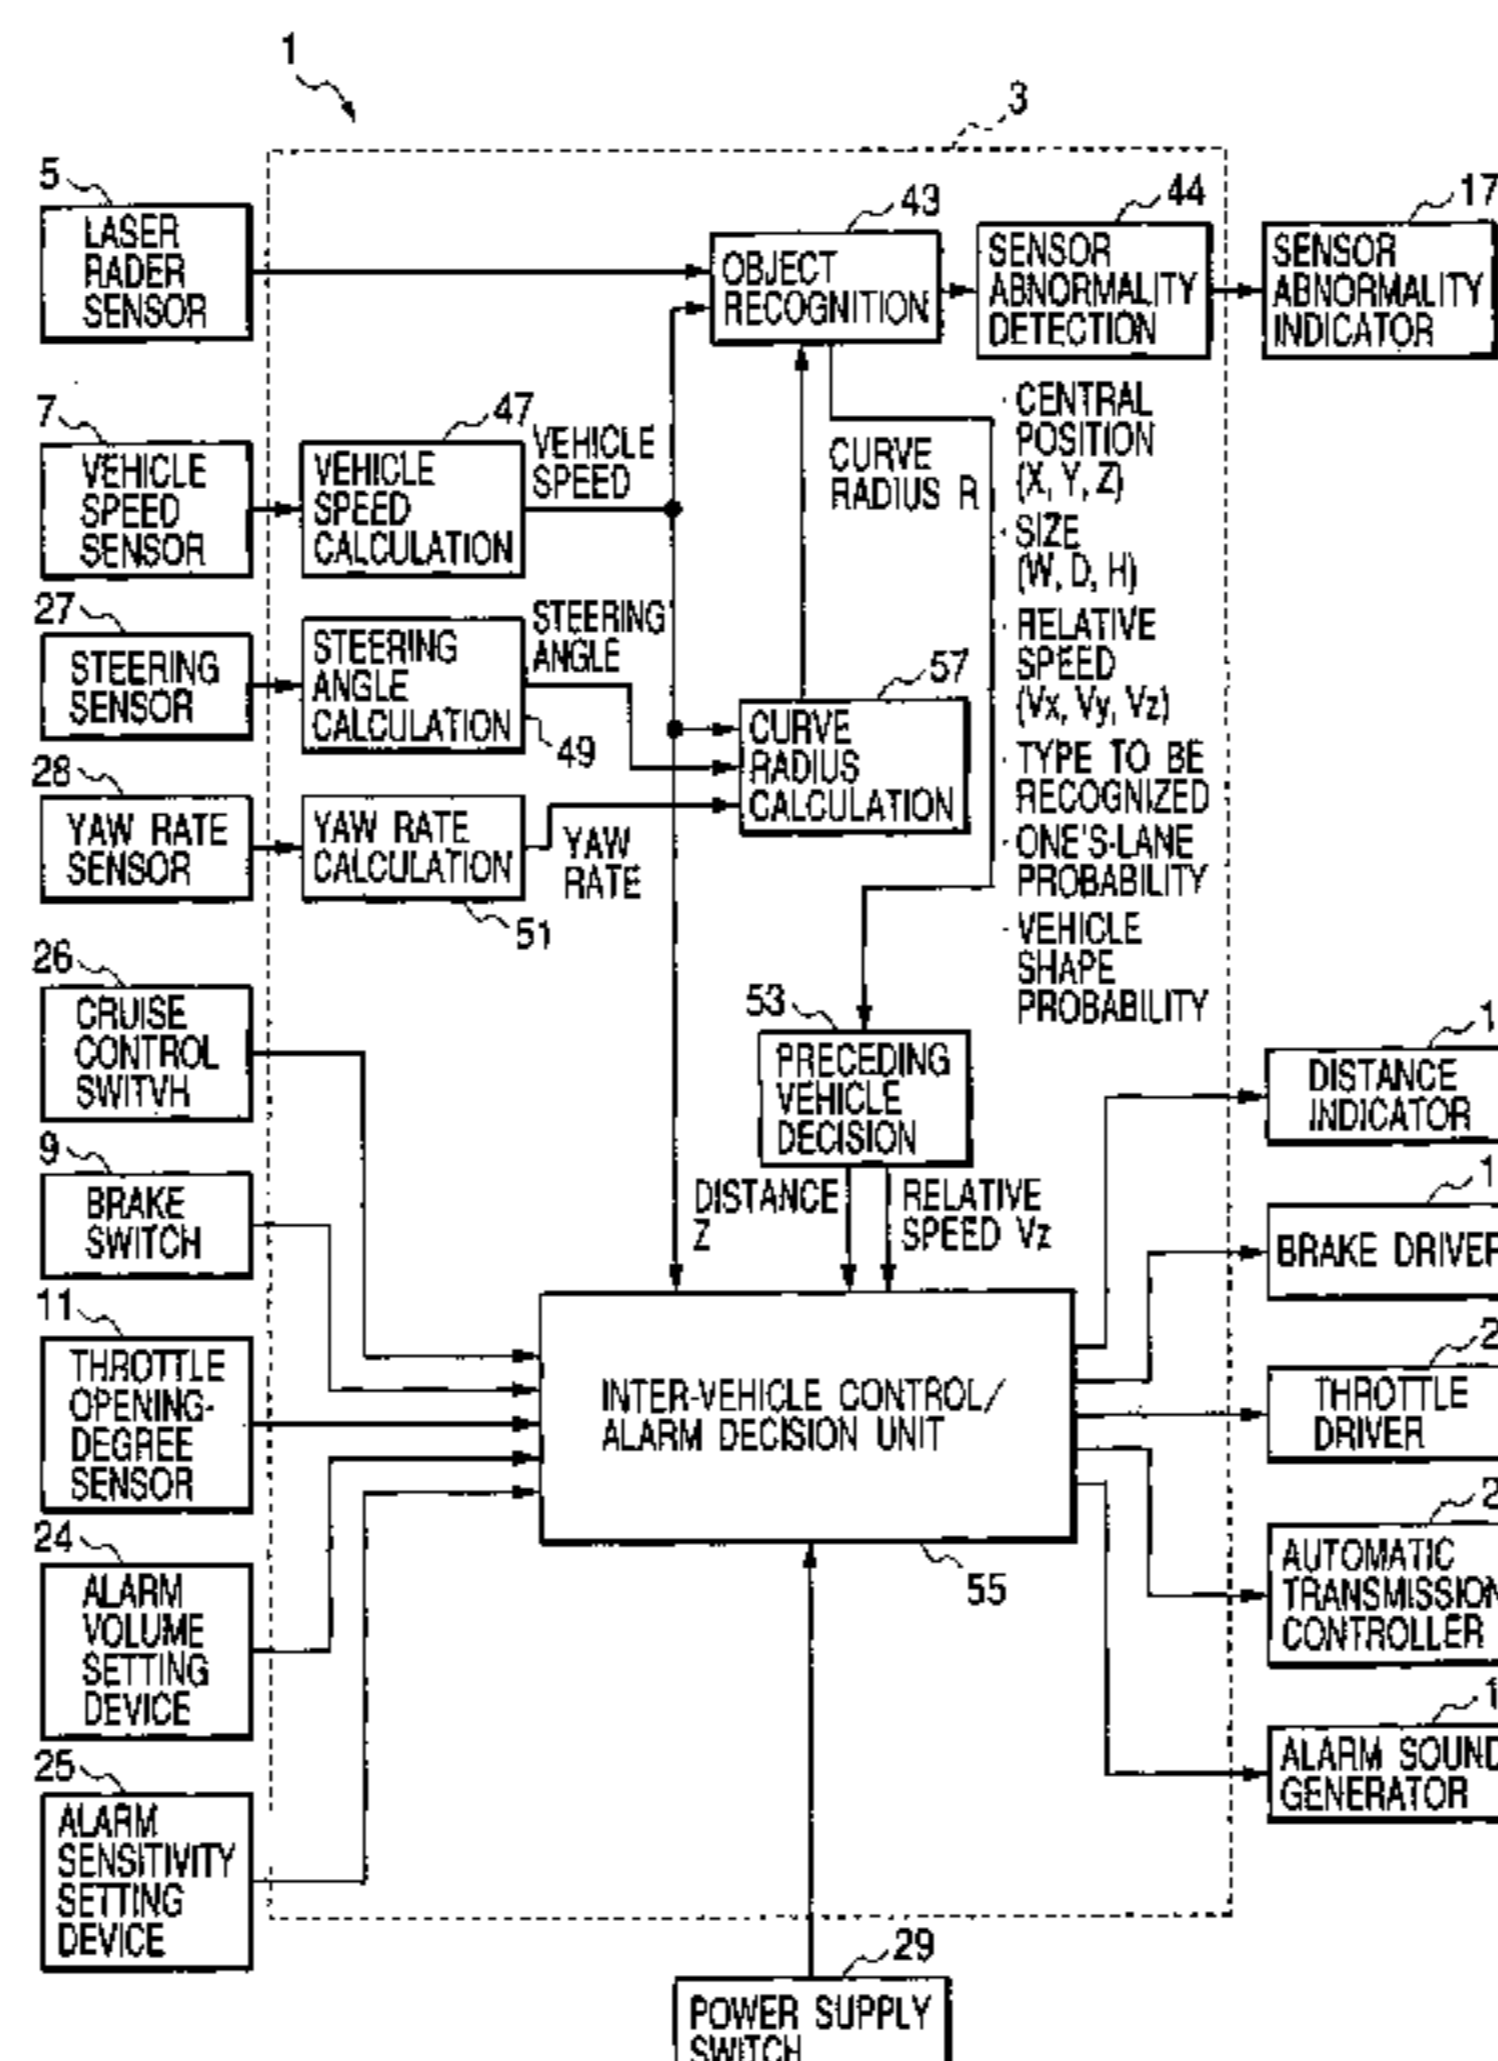 1
3
5
LASER
RADER
SENSOR
43
OBJECT
RECOGNITION
44
SENSOR
ABNORMALITY
DETECTION
17
SENSOR
ABNORMALITY
INDICATOR
7
VEHICLE
SPEED
SENSOR
47
VEHICLE
SPEED
CALCULATION
VEHICLE
SPEED
CURVE
RADIUS R
· CENTRAL
POSITION
(X, Y, Z)
· SIZE
(W, D, H)
· RELATIVE
SPEED
(Vx, Vy, Vz)
· TYPE TO BE
RECOGNIZED
· ONE'S-LANE
PROBABILITY
· VEHICLE
SHAPE
PROBABILITY
27
STEERING
SENSOR
STEERING
ANGLE
CALCULATION
49
STEERING
ANGLE
57
CURVE
RADIUS
CALCULATION
28
YAW RATE
SENSOR
YAW RATE
CALCULATION
51
YAW
RATE
26
CRUISE
CONTROL
SWITVH
53
PRECEDING
VEHICLE
DECISION
DISTANCE
Z
RELATIVE
SPEED Vz
9
BRAKE
SWITCH
11
THROTTLE
OPENING-
DEGREE
SENSOR
24
ALARM
VOLUME
SETTING
DEVICE
25
ALARM
SENSITIVITY
SETTING
DEVICE
INTER-VEHICLE CONTROL/
ALARM DECISION UNIT
55
1
DISTANCE
INDICATOR
1
BRAKE DRIVER
2
THROTTLE
DRIVER
2
AUTOMATIC
TRANSMISSION
CONTROLLER
1
ALARM SOUND
GENERATOR
29
POWER SUPPLY
SWITCH